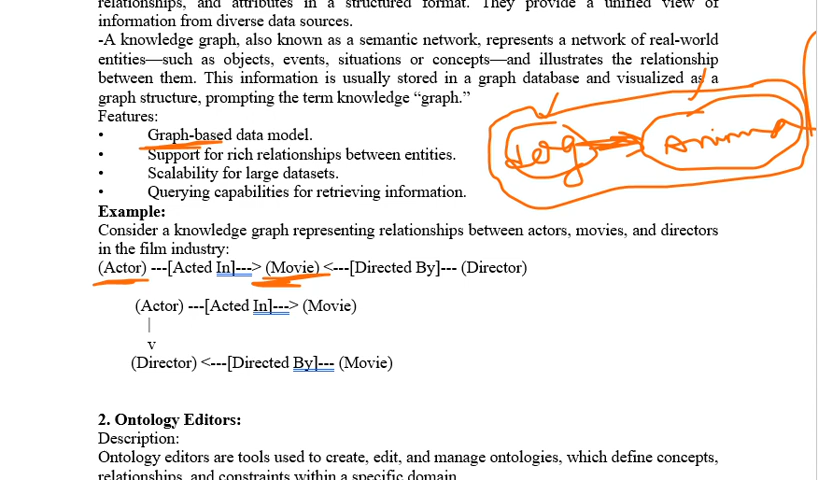 relationships, and attributes in a structured format. They provide a unified view of
information from diverse data sources.
-A knowledge graph, also known as a semantic network, represents a network of real-world
entities—such as objects, events, situations or concepts—and illustrates the relationship
between them. This information is usually stored in a graph database and visualized as a
graph structure, prompting the term knowledge “graph.”
Features:
• Graph-based data model.
• Support for rich relationships between entities.
• Scalability for large datasets.
• Querying capabilities for retrieving information.
Example:
Consider a knowledge graph representing relationships between actors, movies, and directors
in the film industry:
(Actor) ---[Acted In]---> (Movie) <---[Directed By]--- (Director)
(Actor) ---[Acted In]---> (Movie)
|
v
(Director) <---[Directed By]--- (Movie)
2. Ontology Editors:
Description:
Ontology editors are tools used to create, edit, and manage ontologies, which define concepts,
relationships, and constraints within a specific domain.